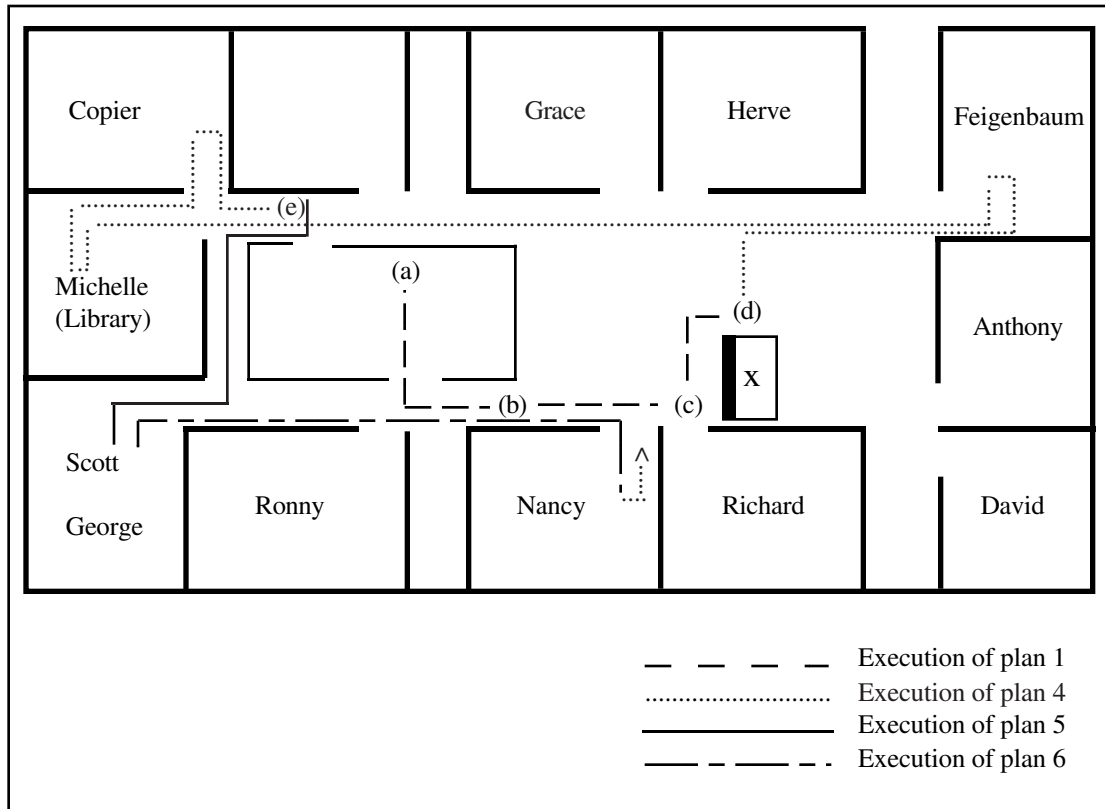 Copier
Grace
Herve
Feigenbaum
(e)
(a)
Michelle
(Library)
(d)
Anthony
X
(b)
(c)
Scott
^
George
Ronny
Nancy
Richard
David
Execution of plan 1
Execution of plan 4
Execution of plan 5
Execution of plan 6